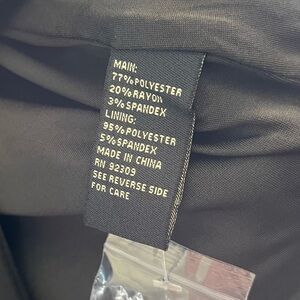 MAIN:
77% POLYESTER
20% RAYON
3% SPANDEX
LINING:
95% POLYESTER
5% SPANDEX
MADE IN CHINA
RN 92309
SEE REVERSE SIDE
FOR CARE